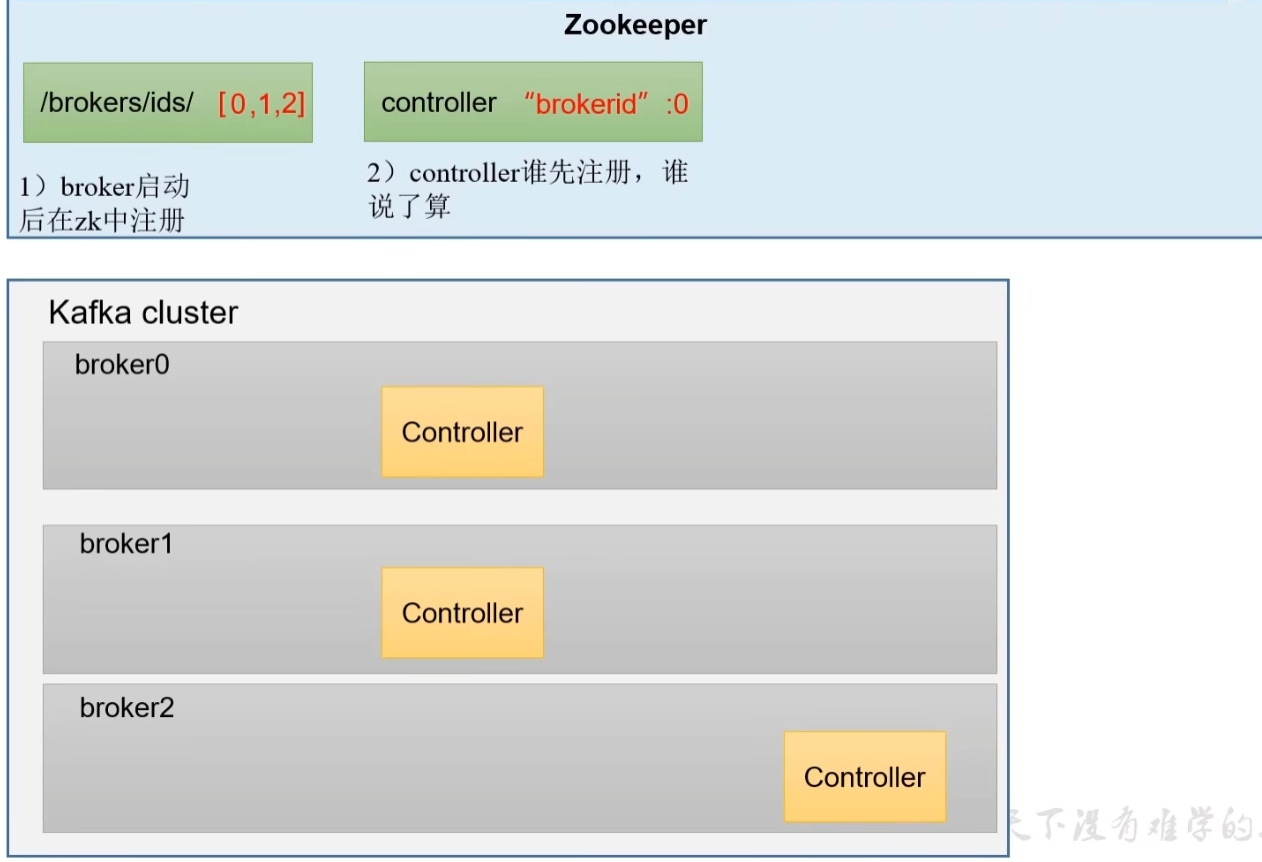 Zookeeper
/brokers/ids/ [0,1,2]
controller “brokerid” :0
1）broker启动
后在zk中注册
2）controller谁先注册，谁
说了算
Kafka cluster
broker0
Controller
broker1
Controller
broker2
Controller
天下没有难学的